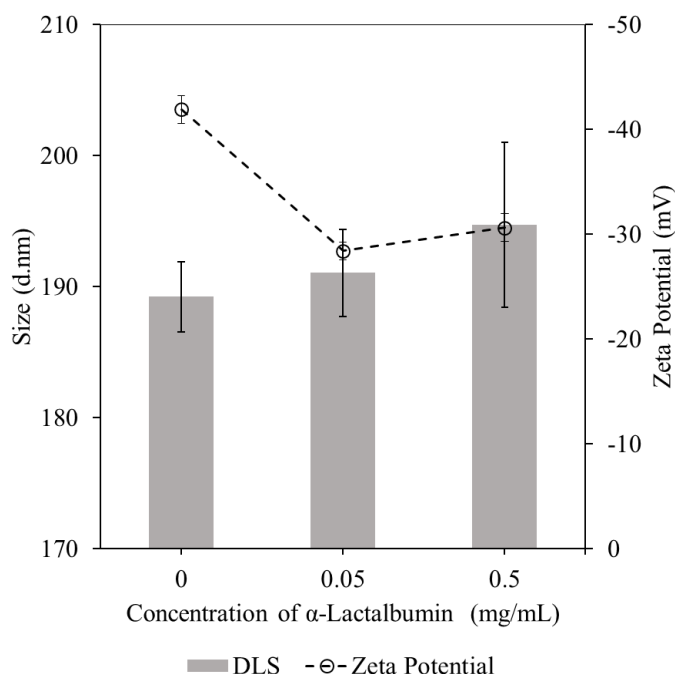 210
200
190
180
170
Size (d.nm)
-50
-40
-30
-20
-10
0
Zeta Potential (mV)
0 0.05 0.5
Concentration of α-Lactalbumin (mg/mL)
DLS Zeta Potential